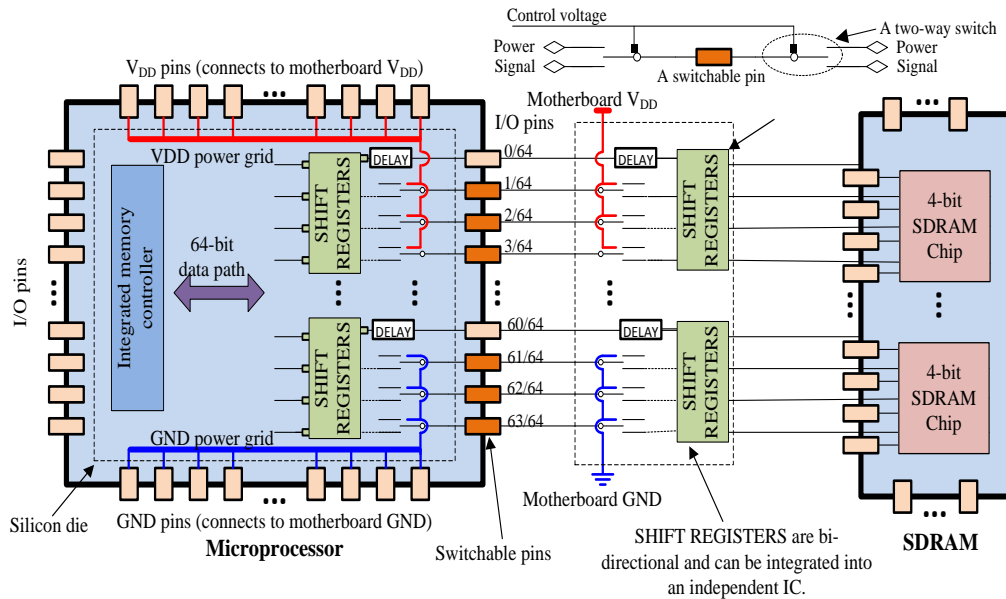 Control voltage
A two-way switch
Power
Signal
A switchable pin
Power
Signal
V_DD pins (connects to motherboard V_DD)
•••
I/O pins
Motherboard V_DD
•••
VDD power grid
DELAY
0/64
DELAY
1/64
2/64
3/64
SHIFT
REGISTERS
SHIFT
REGISTERS
4-bit
SDRAM
Chip
Integrated memory
controller
64-bit
data path
I/O pins
DELAY
60/64
DELAY
61/64
62/64
63/64
SHIFT
REGISTERS
SHIFT
REGISTERS
4-bit
SDRAM
Chip
GND power grid
Silicon die
GND pins (connects to motherboard GND)
Microprocessor
Switchable pins
Motherboard GND
SHIFT REGISTERS are bi-
directional and can be integrated into
an independent IC.
SDRAM